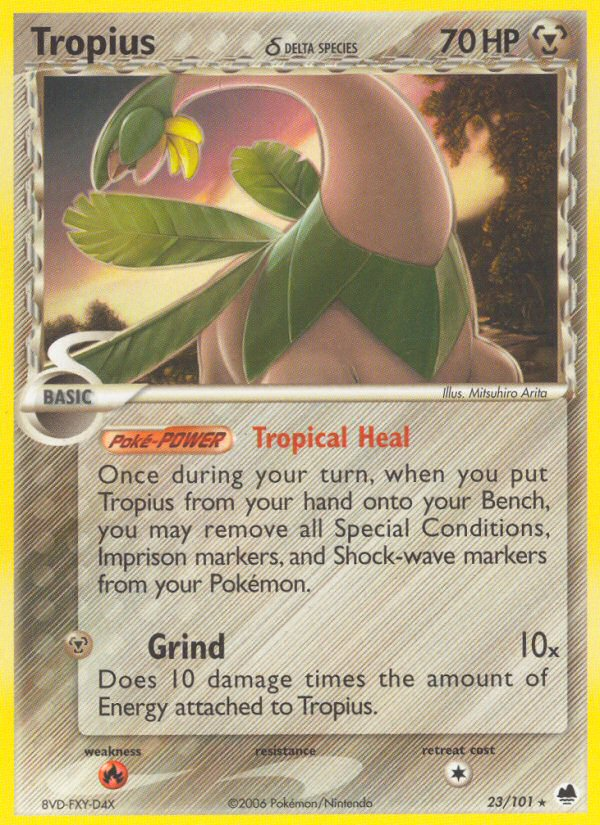 Tropius δ DELTA SPECIES 70 HP
BASIC
Illus. Mitsuhiro Arita
Poké-POWER Tropical Heal
Once during your turn, when you put
Tropius from your hand onto your Bench,
you may remove all Special Conditions,
Imprison markers, and Shock-wave markers
from your Pokémon.
Grind 10x
Does 10 damage times the amount of
Energy attached to Tropius.
weakness resistance retreat cost
8VD-FXY-D4X ©2006 Pokémon/Nintendo 23/101 ★